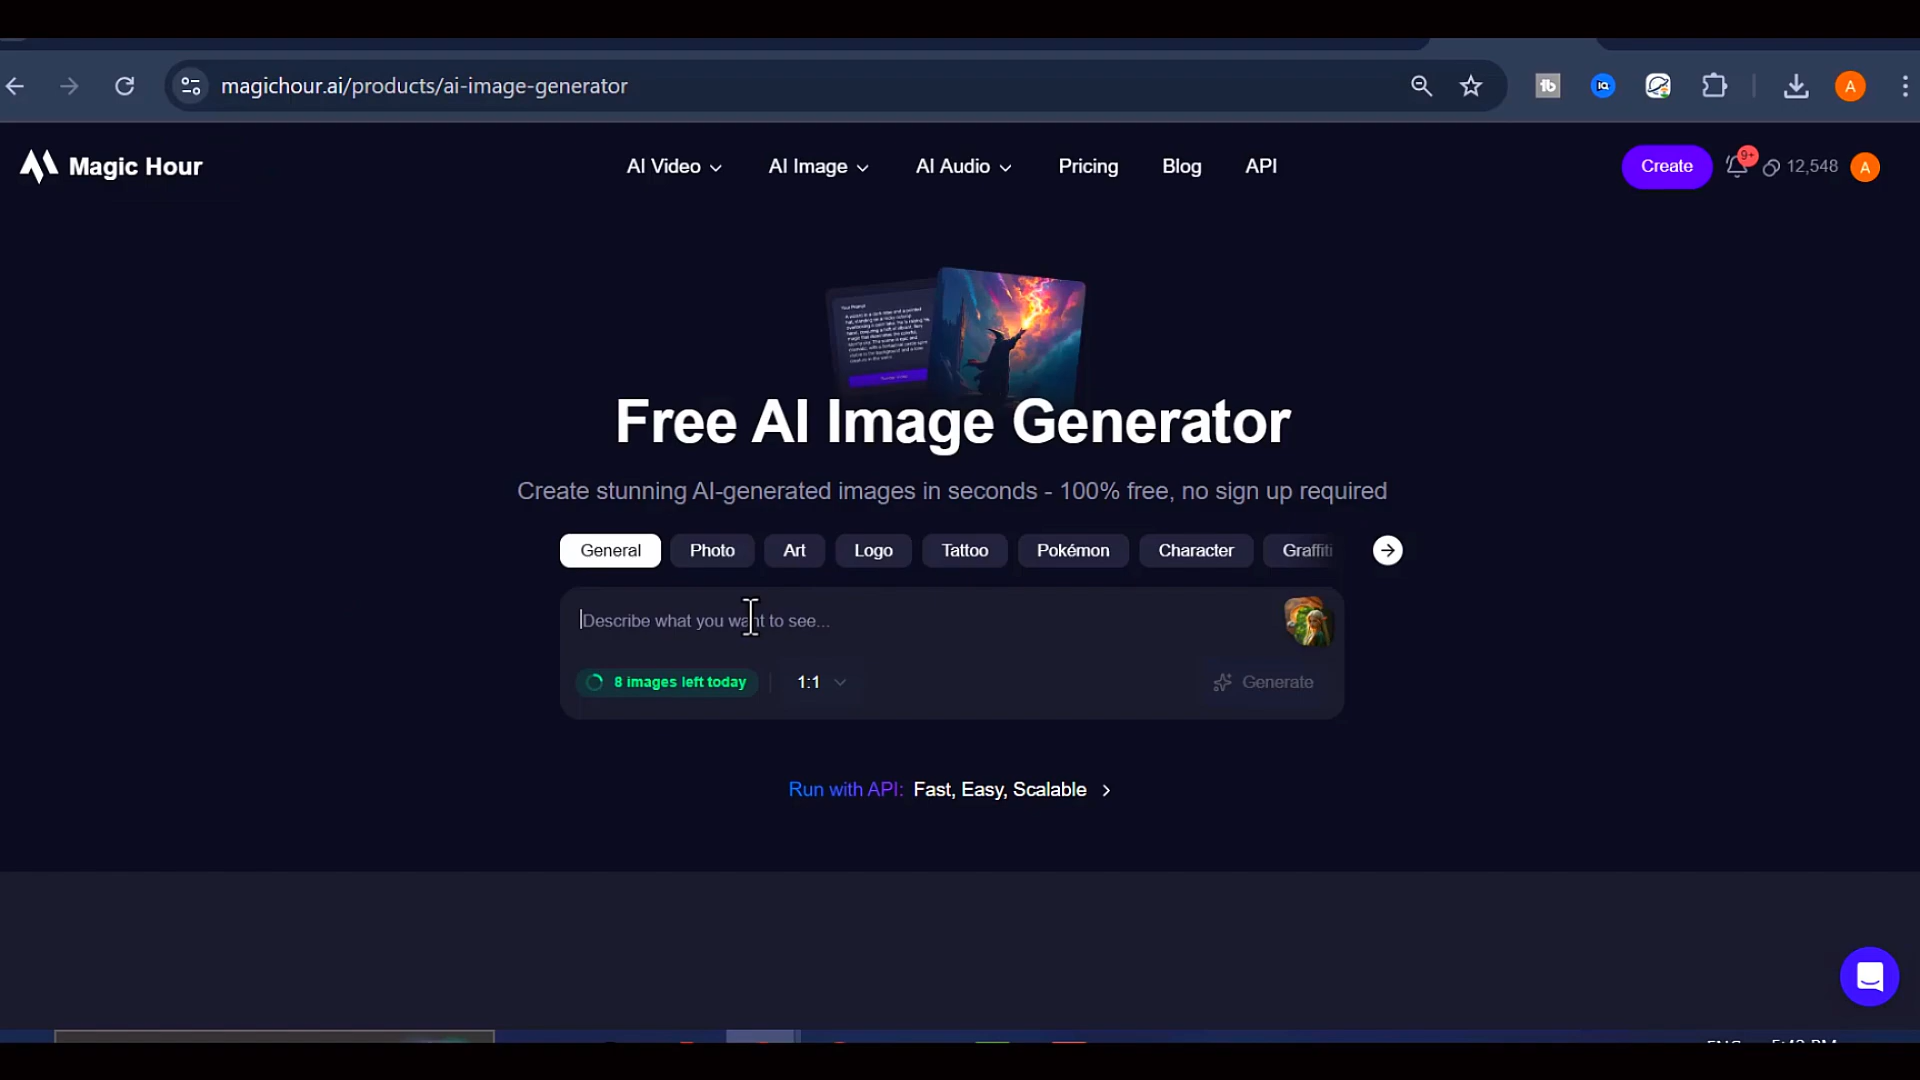 magichour.ai/products/ai-image-generator
tb
IQ
A
Magic Hour
AI Video
AI Image
AI Audio
Pricing
Blog
API
Create
9+
12,548
A
Free AI Image Generator
Create stunning AI-generated images in seconds - 100% free, no sign up required
General
Photo
Art
Logo
Tattoo
Pokémon
Character
Graffiti
Describe what you want to see...
8 images left today
1:1
Generate
Run with API: Fast, Easy, Scalable